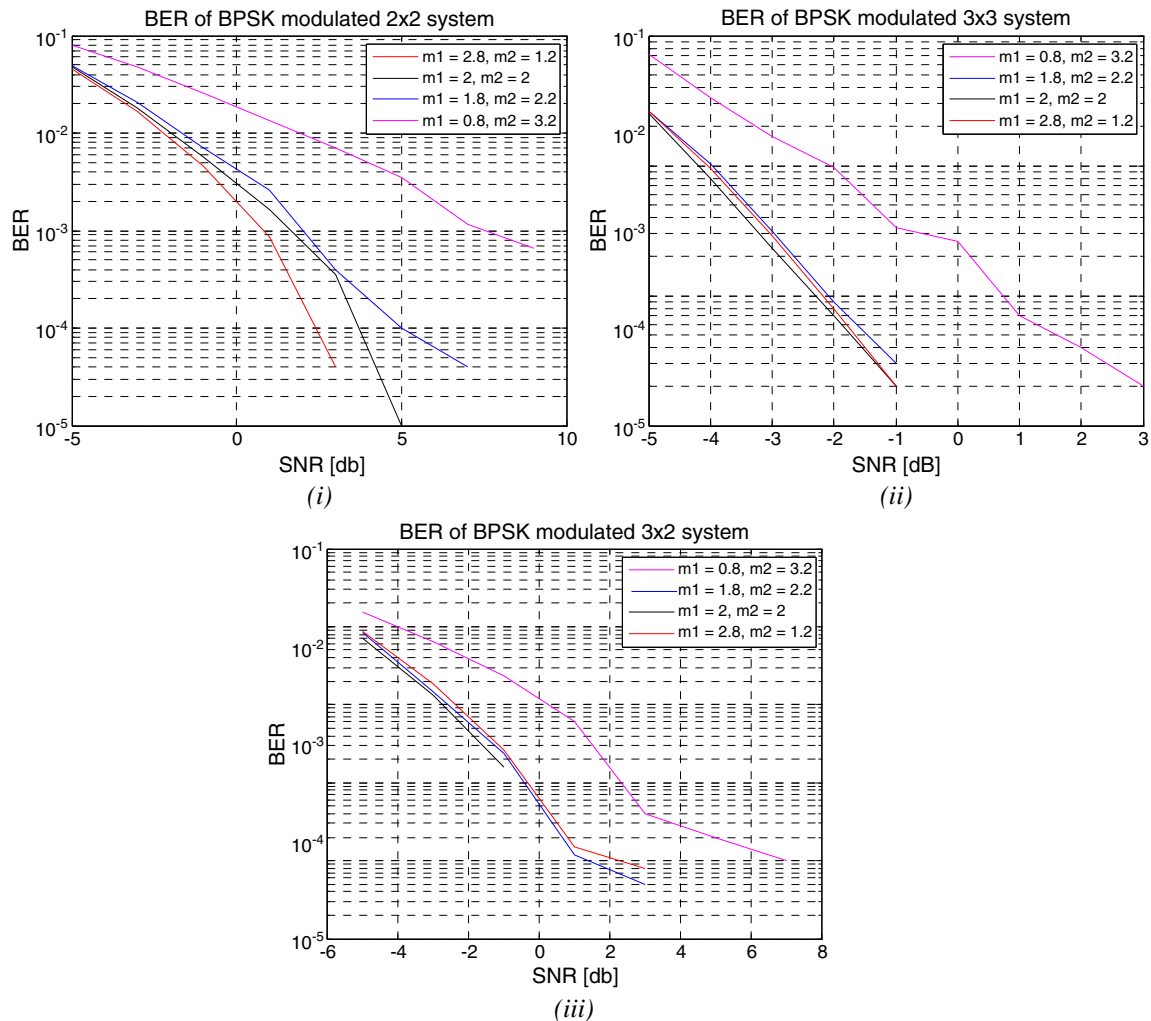 BER of BPSK modulated 2x2 system
10-1
10-2
10-3
10-4
10-5
BER
m1 = 2.8, m2 = 1.2
m1 = 2, m2 = 2
m1 = 1.8, m2 = 2.2
m1 = 0.8, m2 = 3.2
-5
0
5
10
SNR [db]
(i)
BER of BPSK modulated 3x3 system
10-1
10-2
10-3
10-4
10-5
BER
m1 = 0.8, m2 = 3.2
m1 = 1.8, m2 = 2.2
m1 = 2, m2 = 2
m1 = 2.8, m2 = 1.2
-5
-4
-3
-2
-1
0
1
2
3
SNR [dB]
(ii)
BER of BPSK modulated 3x2 system
10-1
10-2
10-3
10-4
10-5
BER
m1 = 0.8, m2 = 3.2
m1 = 1.8, m2 = 2.2
m1 = 2, m2 = 2
m1 = 2.8, m2 = 1.2
-6
-4
-2
0
2
4
6
8
SNR [db]
(iii)